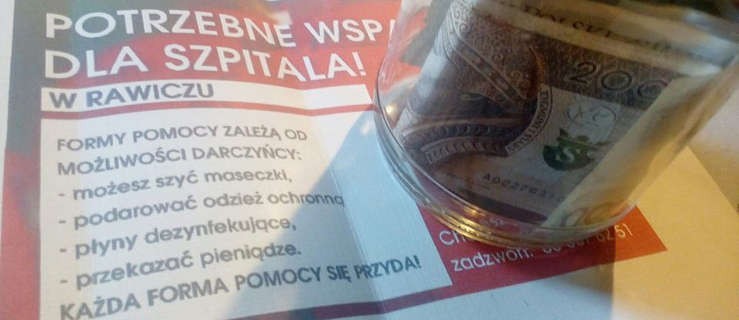 POTRZEBNE
DLA SZPITALA!
W RAWICZU
FORMY POMOCY ZALEŻĄ OD
MOŻLIWOŚCI DARCZYŃCY:
- możesz szyć maseczki,
- podarować odzież ochronną
- płyny dezynfekujące,
- przekazać pieniądze.
KAŻDA FORMA POMOCY SIĘ PRZYDA!
zadzwoń:
200